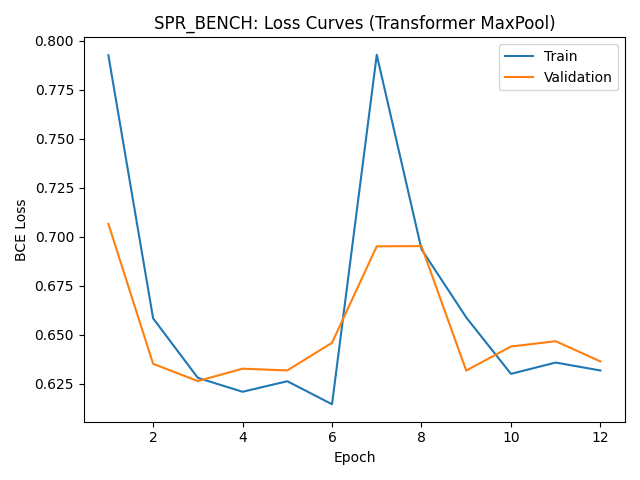 SPR_BENCH: Loss Curves (Transformer MaxPool)
Train
Validation
BCE Loss
0.800
0.775
0.750
0.725
0.700
0.675
0.650
0.625
2 4 6 8 10 12
Epoch